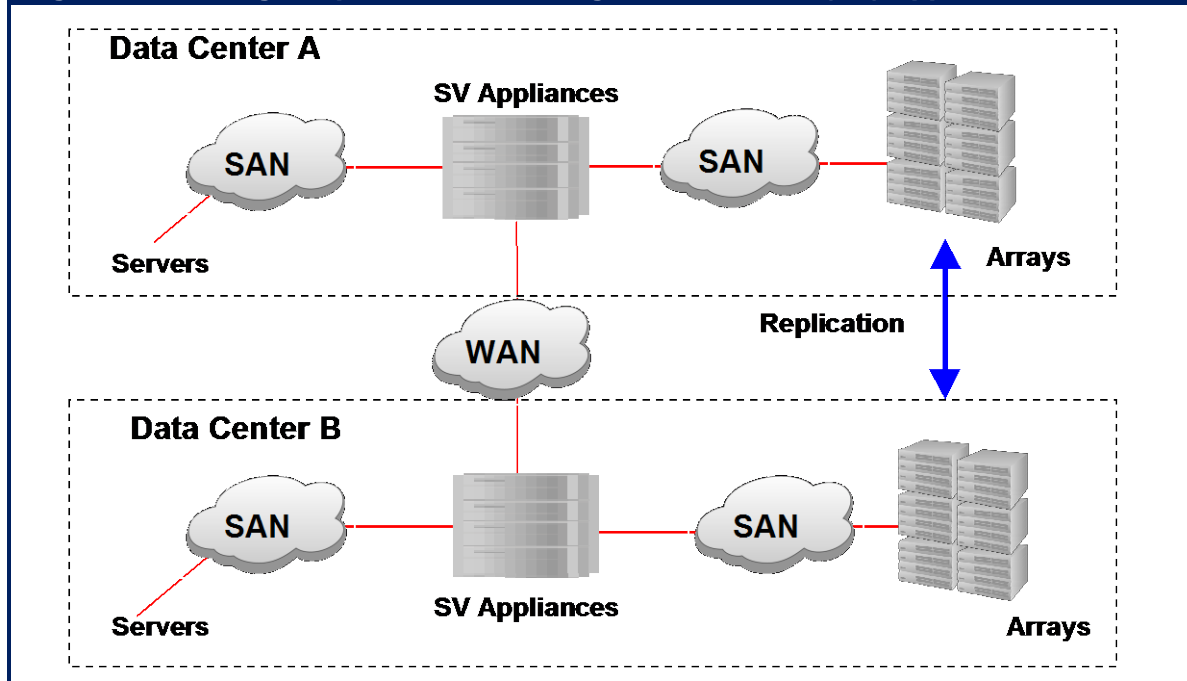 Data Center A
SV Appliances
SAN
SAN
Servers
Arrays
Replication
WAN
Data Center B
SAN
SAN
SV Appliances
Servers
Arrays